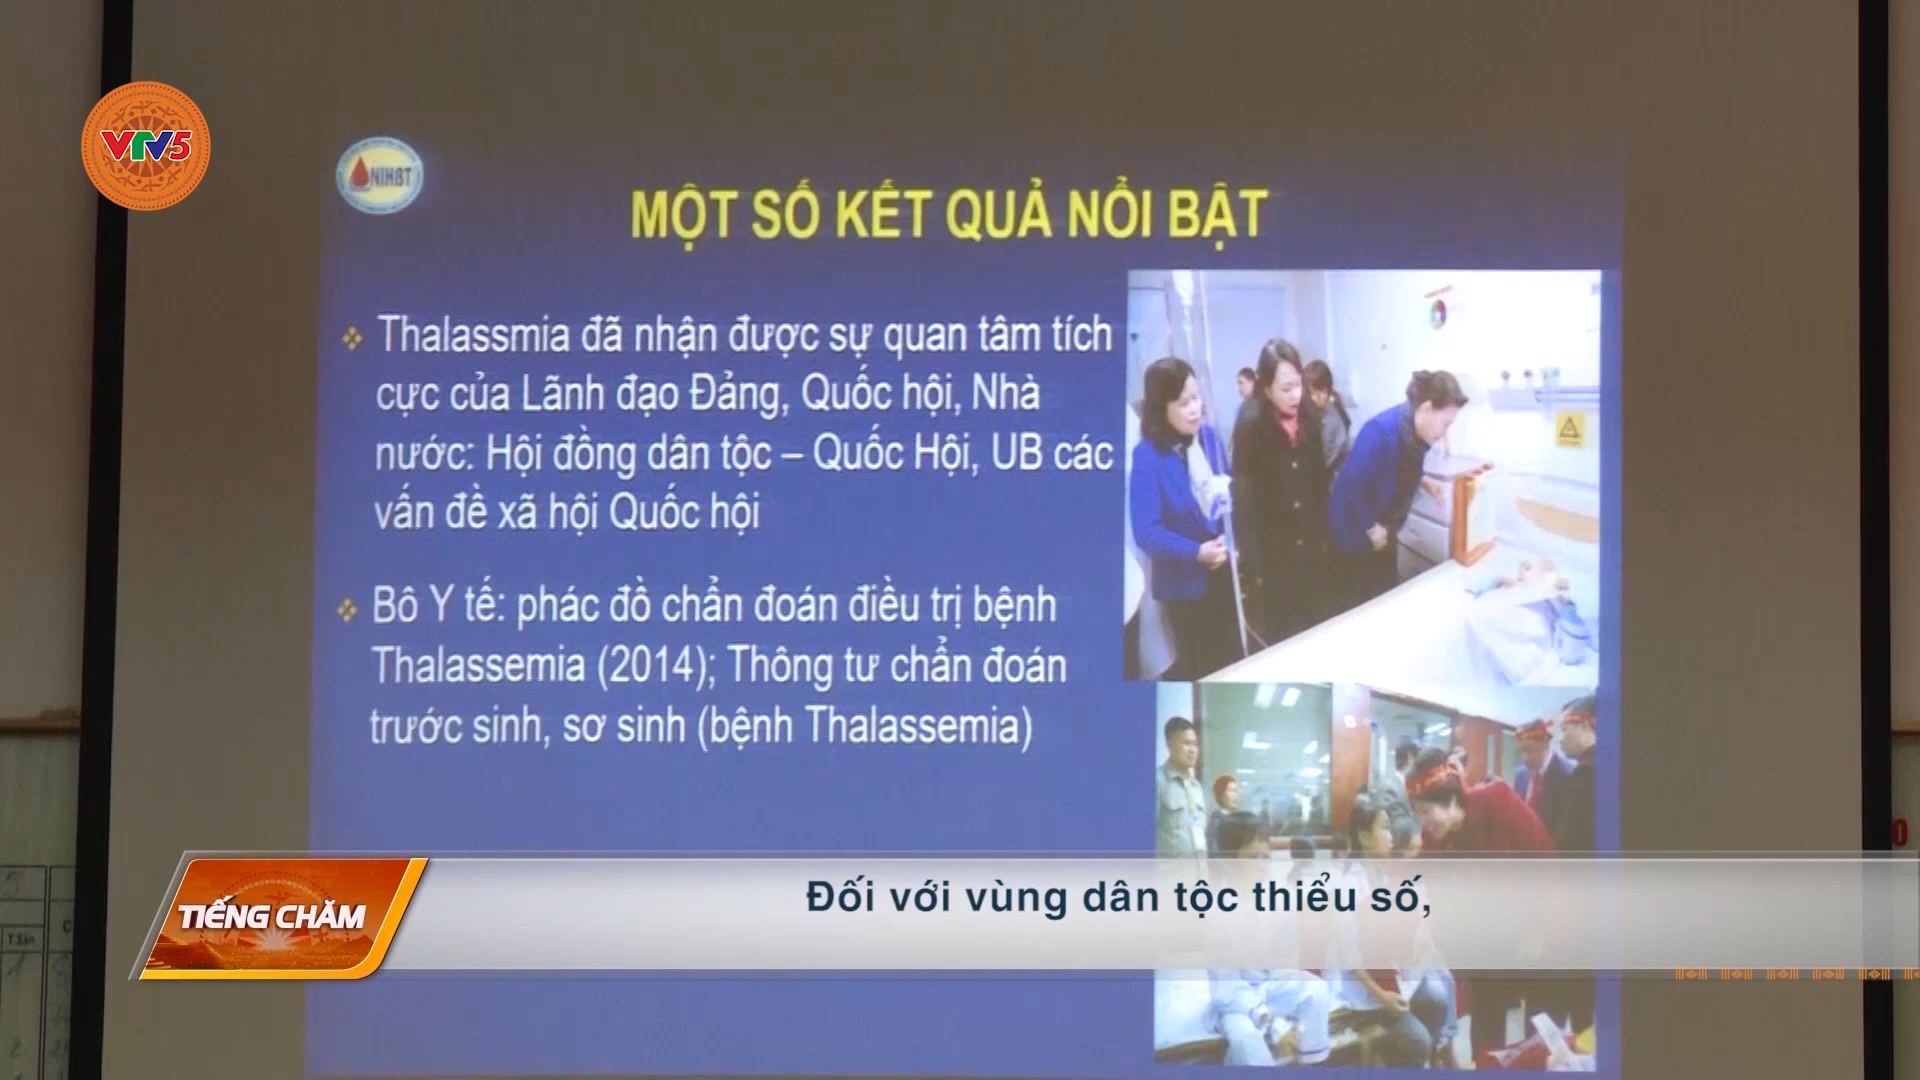 VTV5
NIHBT
MỘT SỐ KẾT QUẢ NỔI BẬT
Thalassmia đã nhận được sự quan tâm tích
cực của Lãnh đạo Đảng, Quốc hội, Nhà
nước: Hội đồng dân tộc – Quốc Hội, UB các
vấn đề xã hội Quốc hội
Bô Y tế: phác đồ chẩn đoán điều trị bệnh
Thalassemia (2014); Thông tư chẩn đoán
trước sinh, sơ sinh (bệnh Thalassemia)
TIẾNG CHĂM
Đối với vùng dân tộc thiểu số,
T.Sản